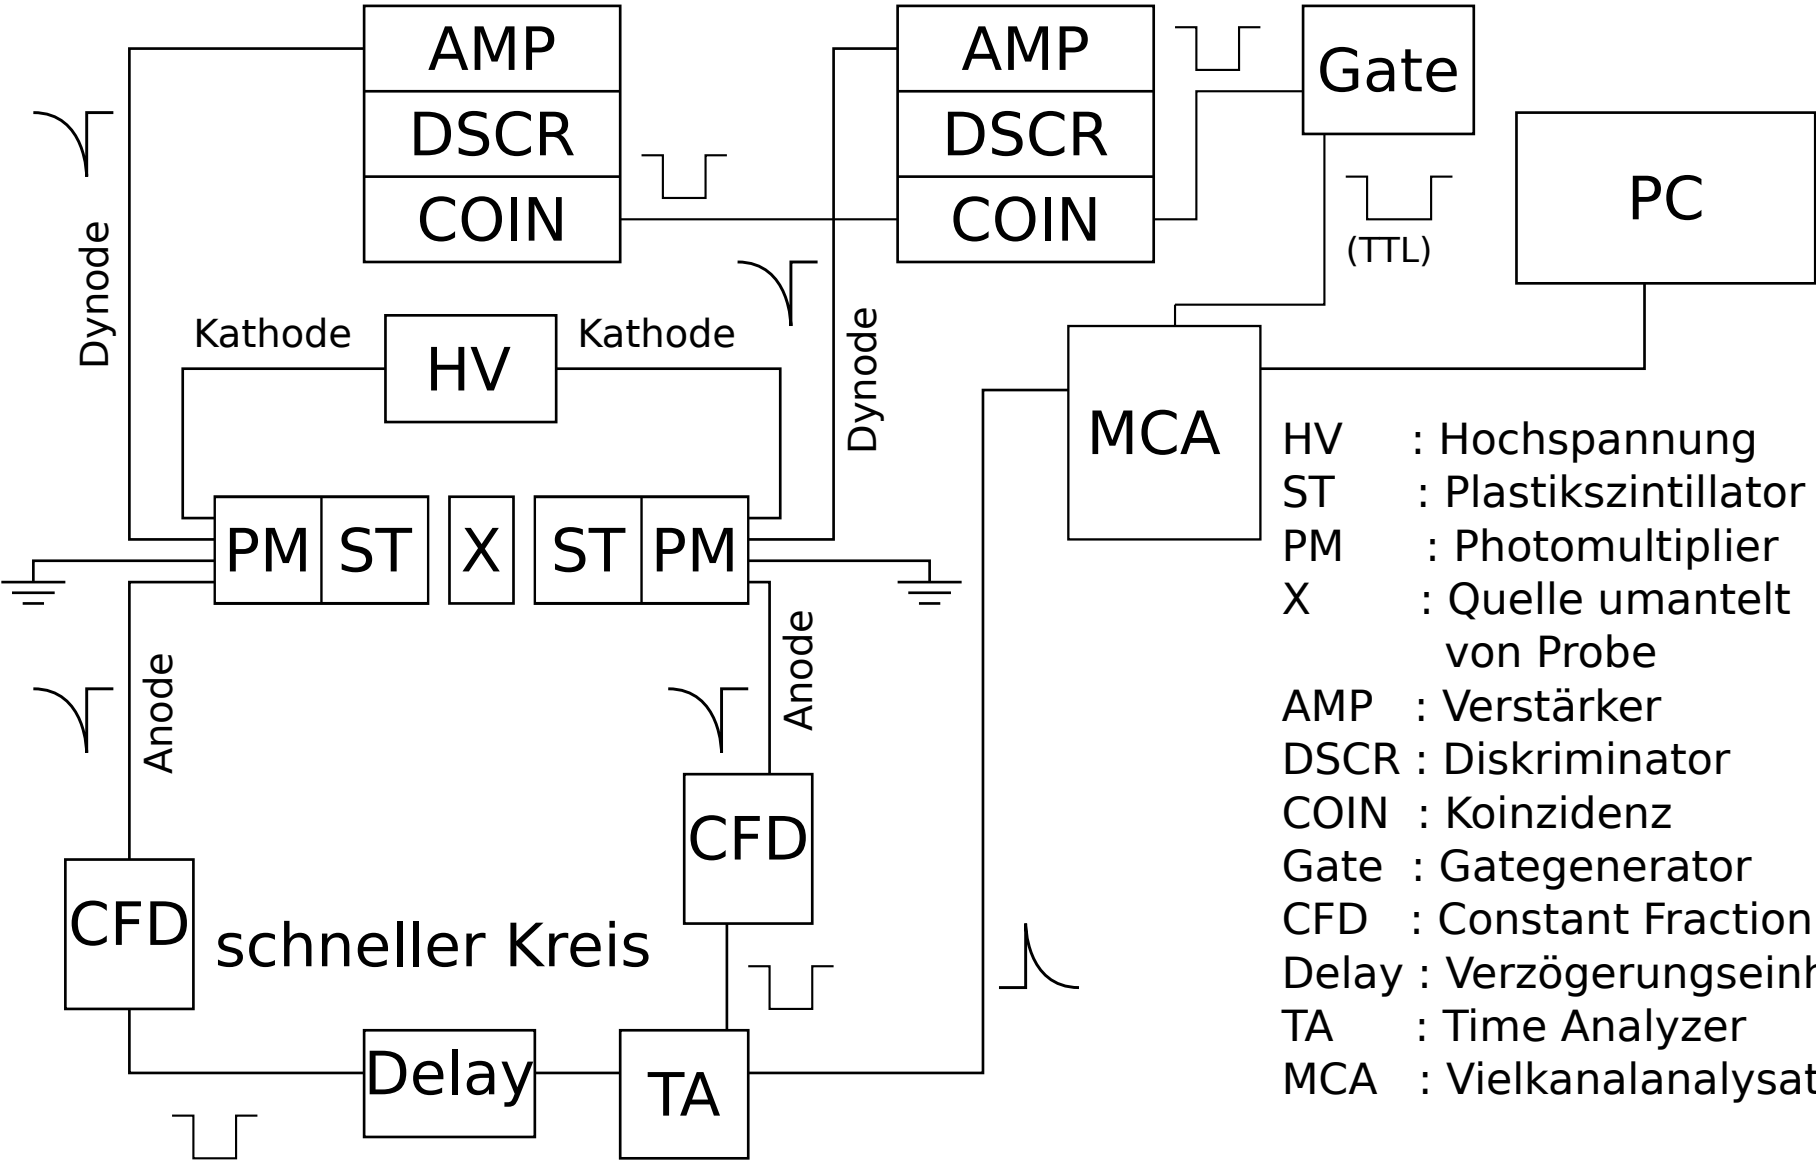 AMP
DSCR
COIN
AMP
DSCR
COIN
Gate
PC
(TTL)
Dynode
Kathode
HV
Kathode
Dynode
MCA
PM
ST
X
ST
PM
Anode
Anode
CFD
CFD
schneller Kreis
Delay
TA
HV : Hochspannung
ST : Plastikszintillator
PM : Photomultiplier
X : Quelle umantelt
von Probe
AMP : Verstärker
DSCR : Diskriminator
COIN : Koinzidenz
Gate : Gategenerator
CFD : Constant Fraction
Delay :
TA : Time Analyzer
MCA :